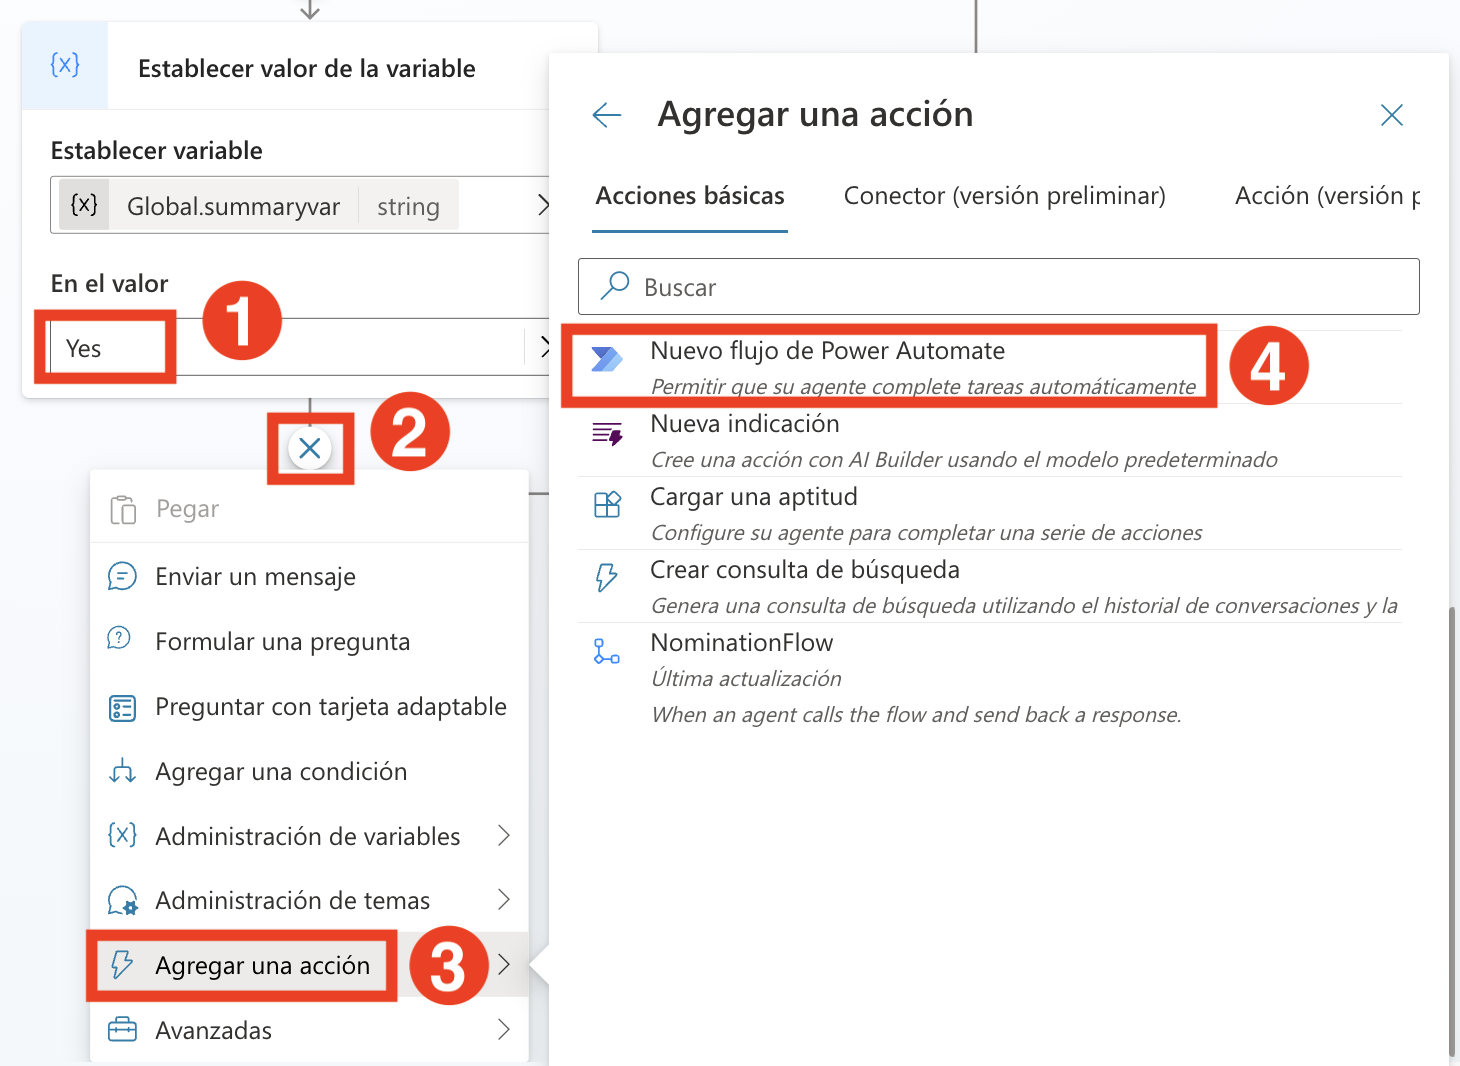 {x}
Establecer valor de la variable
Establecer variable
{x} Global.summaryvar string
En el valor
Yes
1
2
Pegar
Enviar un mensaje
Formular una pregunta
Preguntar con tarjeta adaptable
Agregar una condición
{x} Administración de variables
Administración de temas
Agregar una acción
3
Avanzadas
Agregar una acción
Acciones básicas
Conector (versión preliminar)
Acción (versión p
Buscar
Nuevo flujo de Power Automate
Permitir que su agente complete tareas automáticamente
4
Nueva indicación
Cree una acción con AI Builder usando el modelo predeterminado
Cargar una aptitud
Configure su agente para completar una serie de acciones
Crear consulta de búsqueda
Genera una consulta de búsqueda utilizando el historial de conversaciones y la
NominationFlow
Última actualización
When an agent calls the flow and send back a response.